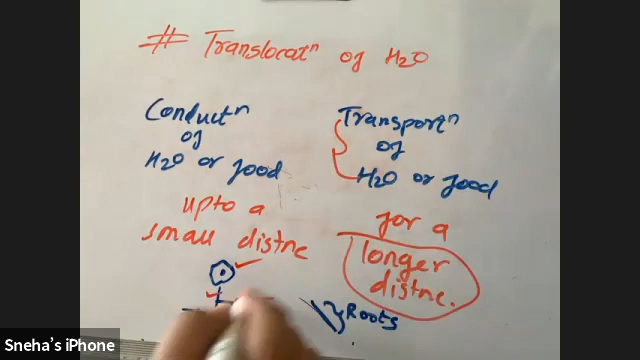 # Translocatⁿ of H₂O
Conductⁿ
of
H₂O or food
upto a
small distnc
Transportⁿ
of
H₂O or food
for a
longer
distnc.
Roots
Sneha's iPhone